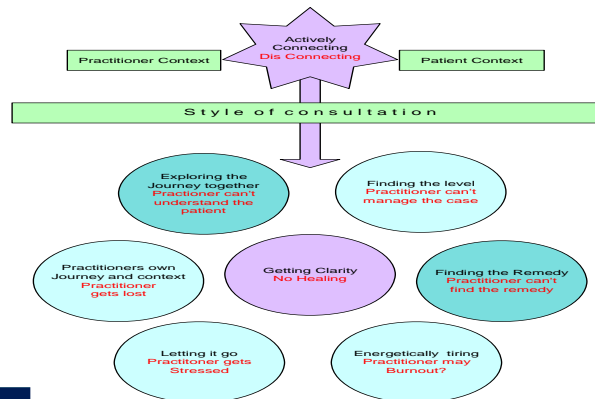 Actively
Connecting
Dis Connecting
Practitioner Context
Patient Context
Style of consultation
Exploring the
Journey together
Practioner can't
understand the
patient
Finding the level
Practitioner can't
manage the case
Practitioners own
Journey and context
Practitioner
gets lost
Getting Clarity
No Healing
Finding the Remedy
Practitioner can't
find the remedy
Letting it go
Practitoner gets
Stressed
Energetically tiring
Practitioner may
Burnout?